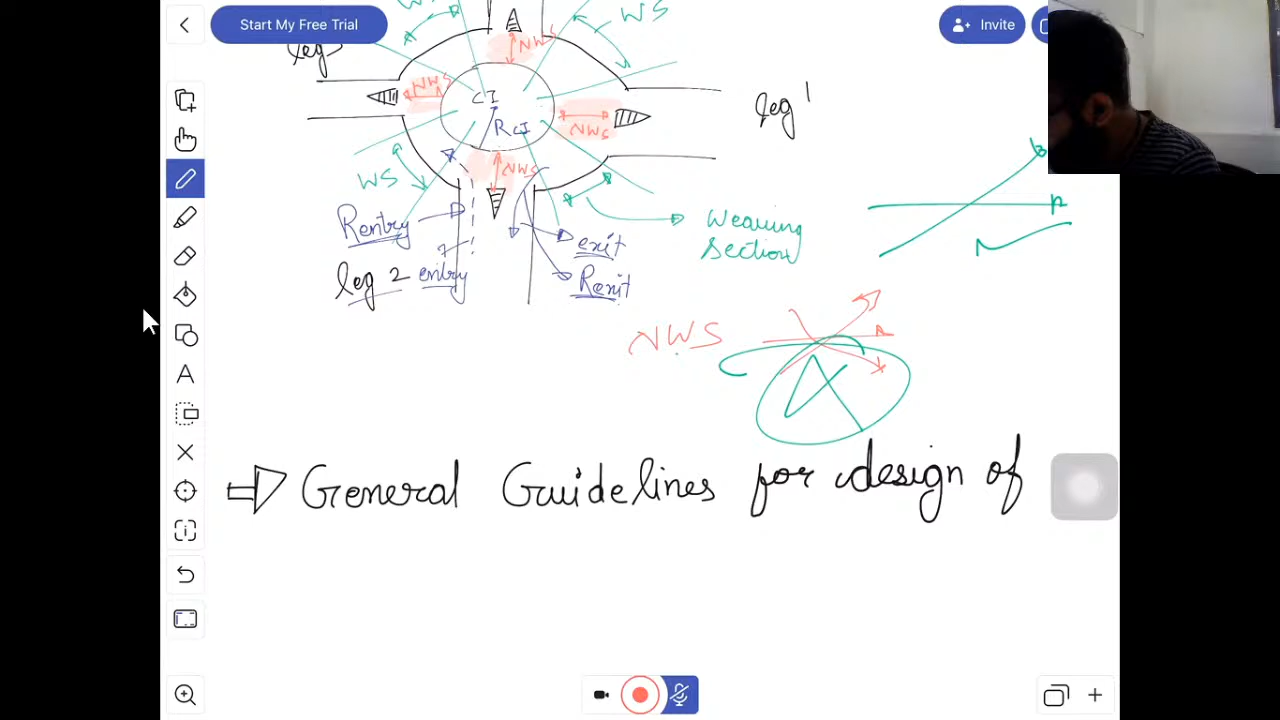 Start My Free Trial
Invite
WS
leg
NWS
NWS
leg 1
CI
RCI
NWS
WS
NWS
Rentry
exit
Weaving
section
leg 2 entry
Rexit
NWS
⇒ General Guidelines for design of